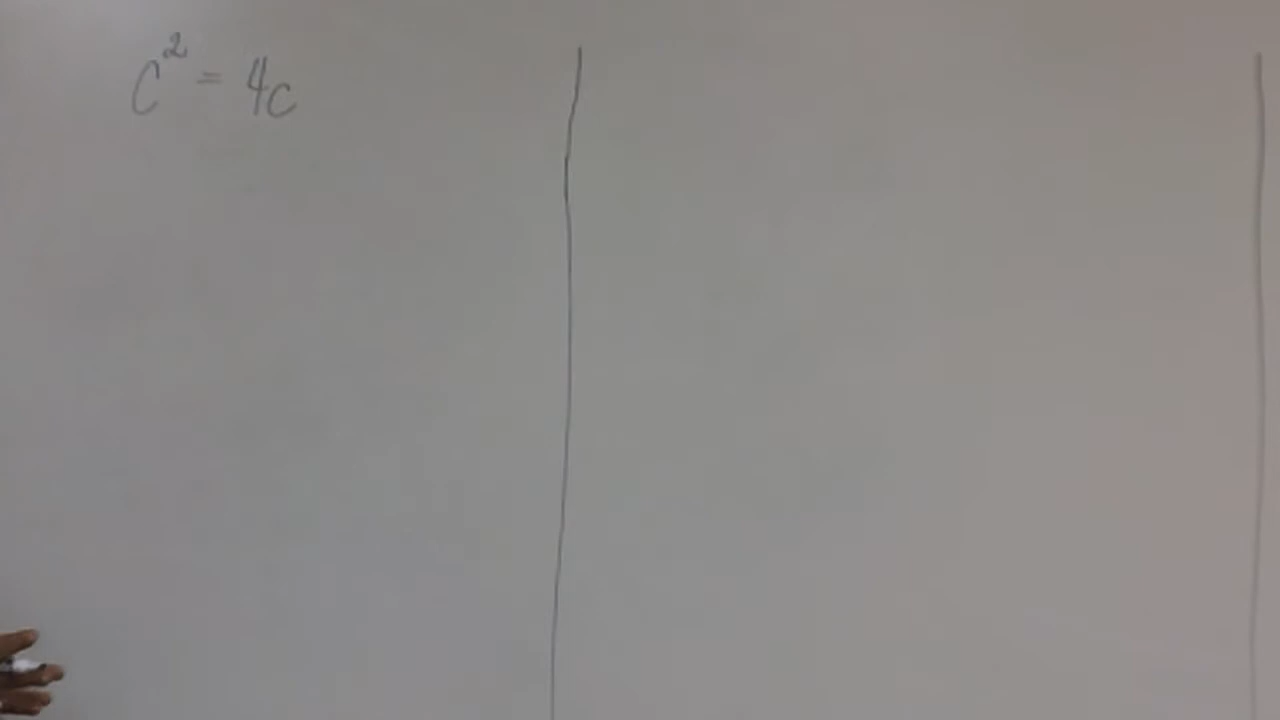 C² = 4c